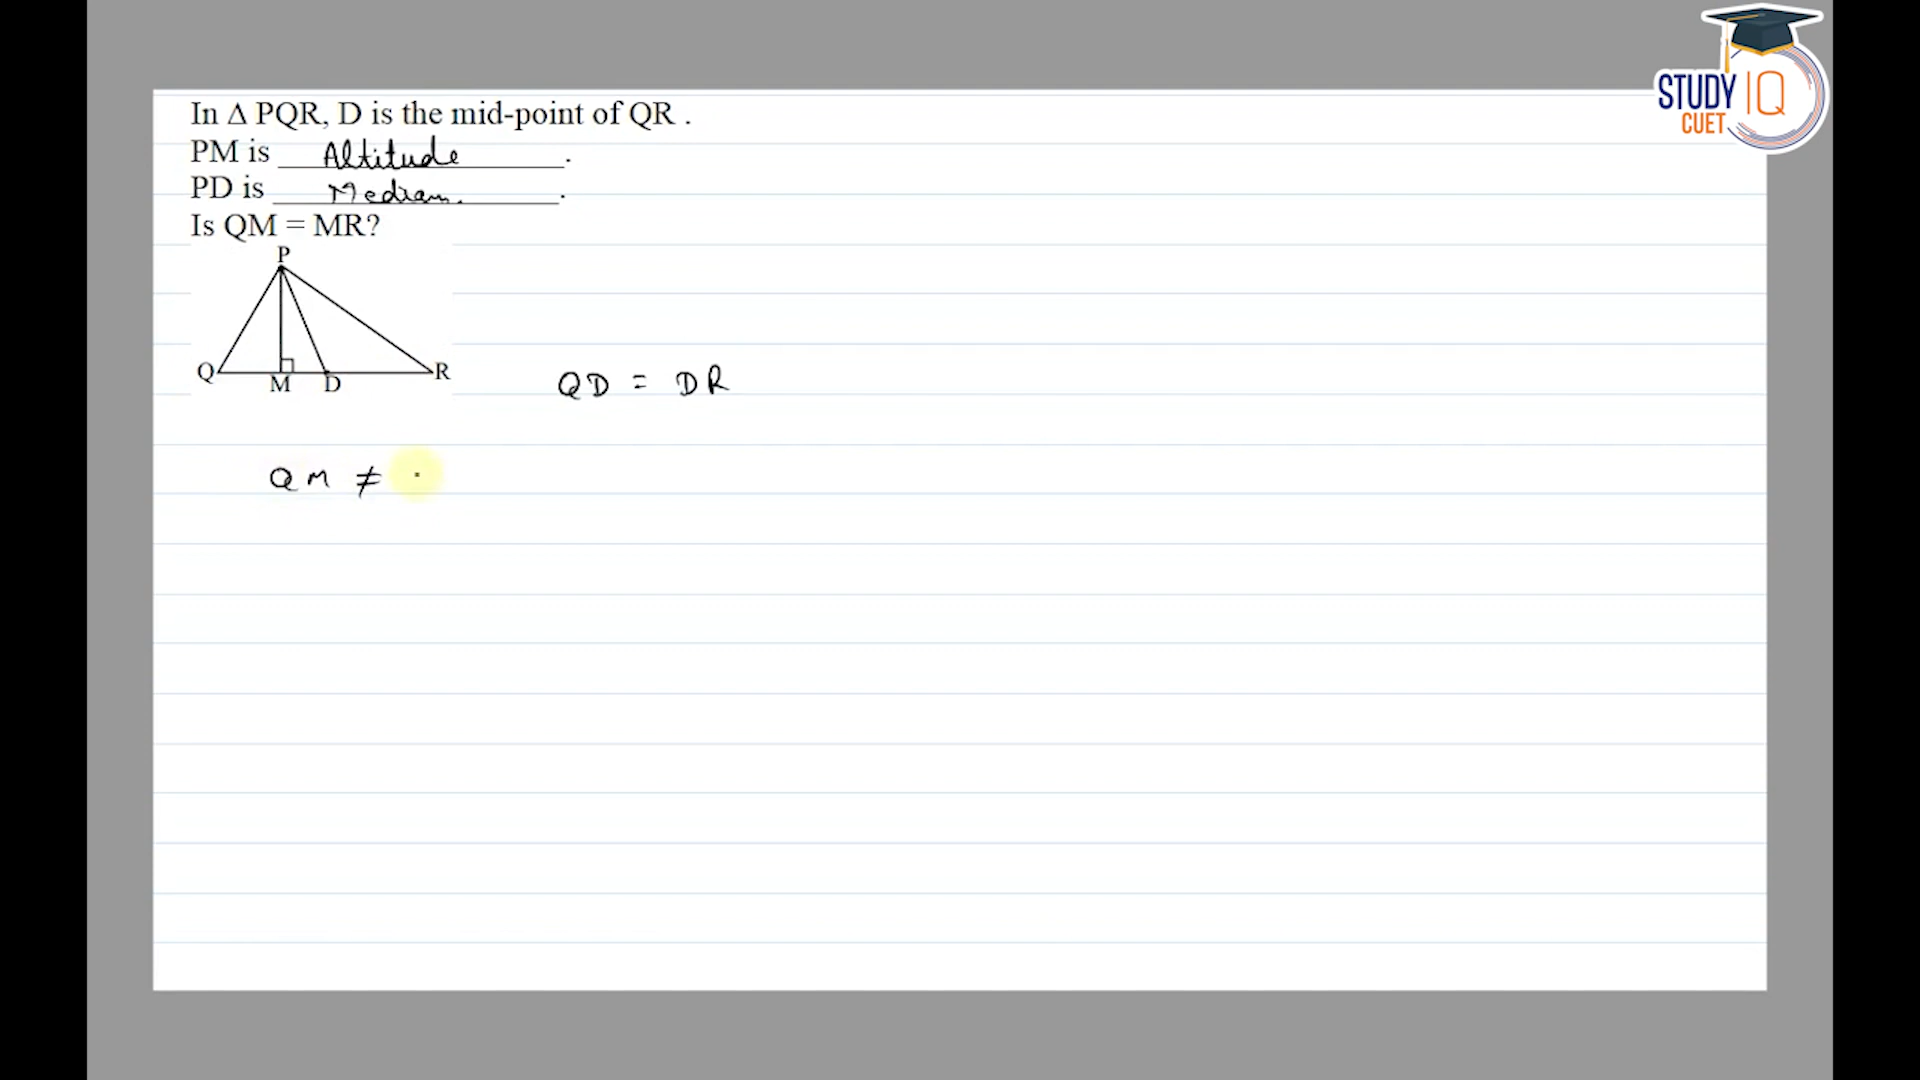 In Δ PQR, D is the mid-point of QR .
PM is Altitude.
PD is Median. .
Is QM = MR?
P
Q M D R
QD = DR
QM ≠
STUDY IQ
CUET